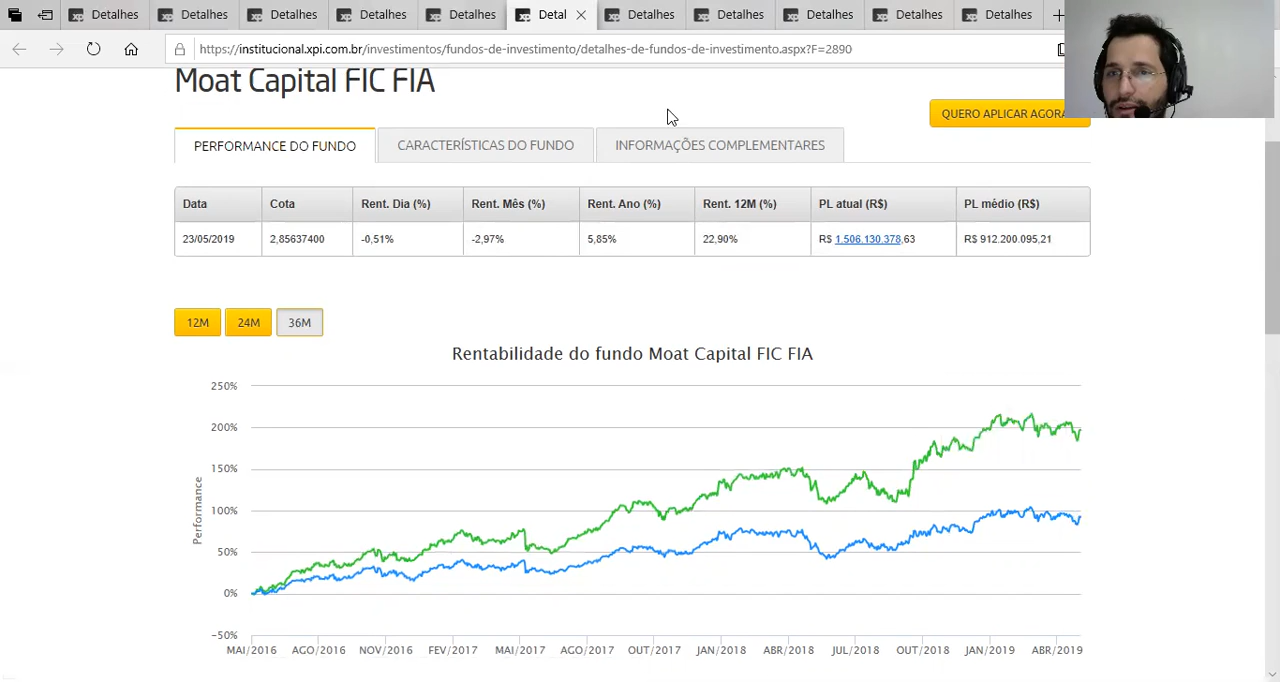 Detalhes Detalhes Detalhes Detalhes Detalhes Detal Detalhes Detalhes Detalhes Detalhes Detalhes
https://institucional.xpi.com.br/investimentos/fundos-de-investimento/detalhes-de-fundos-de-investimento.aspx?F=2890
Moat Capital FIC FIA
QUERO APLICAR AGORA
PERFORMANCE DO FUNDO CARACTERÍSTICAS DO FUNDO INFORMAÇÕES COMPLEMENTARES
Data Cota Rent. Dia (%) Rent. Mês (%) Rent. Ano (%) Rent. 12M (%) PL atual (R$) PL médio (R$)
23/05/2019 2,85637400 -0,51% -2,97% 5,85% 22,90% R$ 1.506.130.378,63 R$ 912.200.095,21
12M 24M 36M
Rentabilidade do fundo Moat Capital FIC FIA
Performance
250%
200%
150%
100%
50%
0%
−50%
MAI/2016 AGO/2016 NOV/2016 FEV/2017 MAI/2017 AGO/2017 OUT/2017 JAN/2018 ABR/2018 JUL/2018 OUT/2018 JAN/2019 ABR/2019